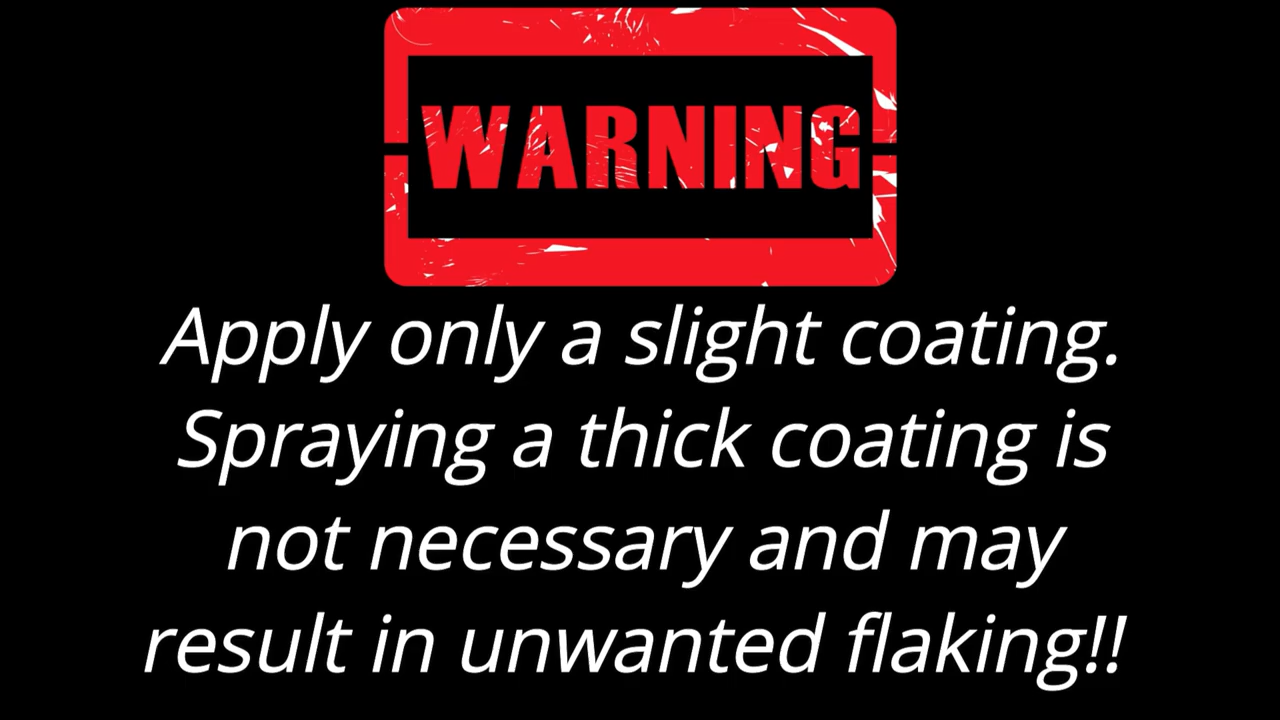 WARNING
Apply only a slight coating.
Spraying a thick coating is
not necessary and may
result in unwanted flaking!!